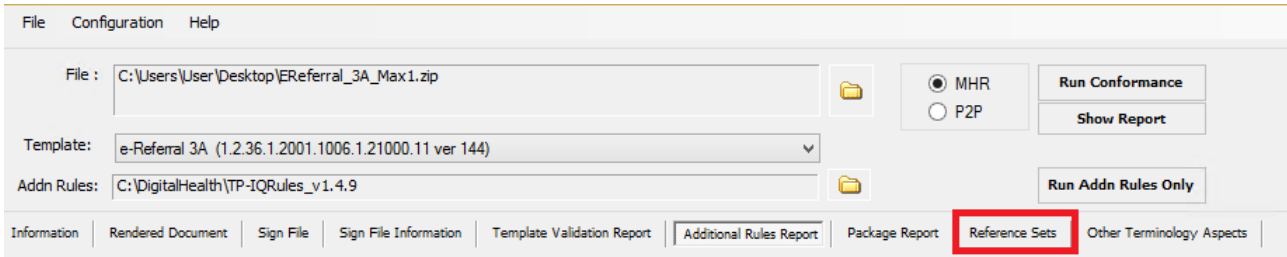 File Configuration Help
File : C:\Users\User\Desktop\EReferral_3A_Max1.zip
MHR Run Conformance
P2P Show Report
Template: e-Referral 3A (1.2.36.1.2001.1006.1.21000.11 ver 144)
Addn Rules: C:\DigitalHealth\TP-IQRules_v1.4.9 Run Addn Rules Only
Information Rendered Document Sign File Sign File Information Template Validation Report Additional Rules Report Package Report Reference Sets Other Terminology Aspects